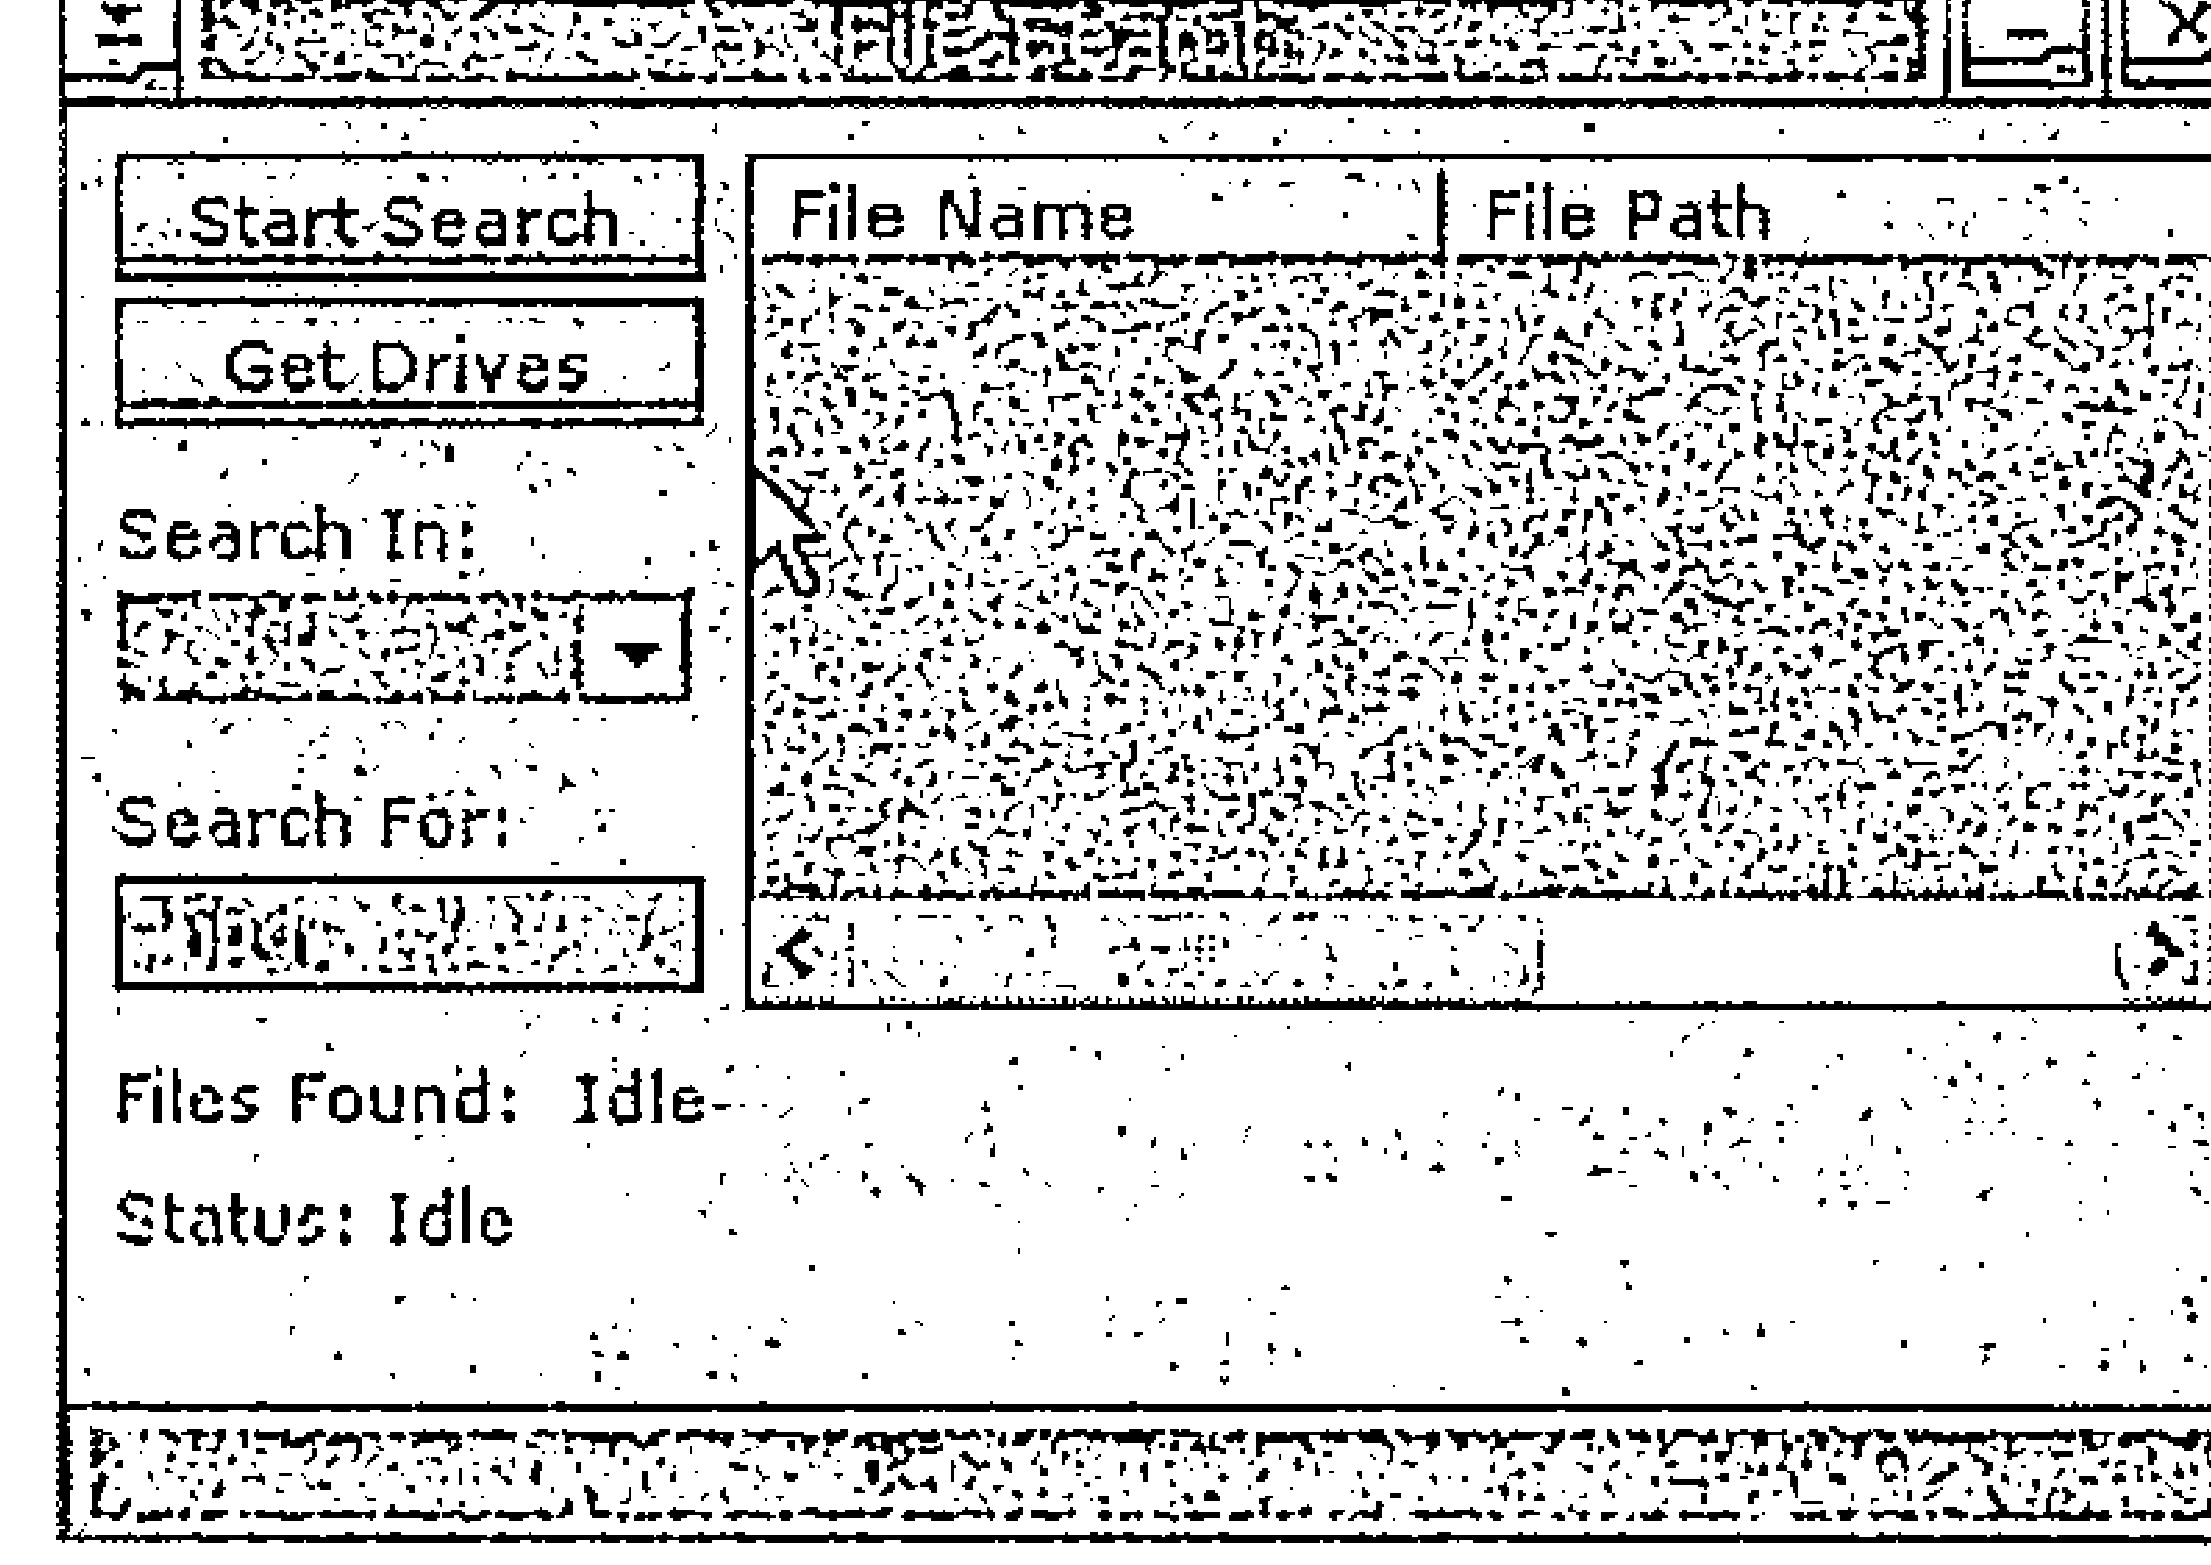 Start Search
Get Drives
Search In:
Search For:
File Name
File Path
Files Found: Idle
Status: Idle